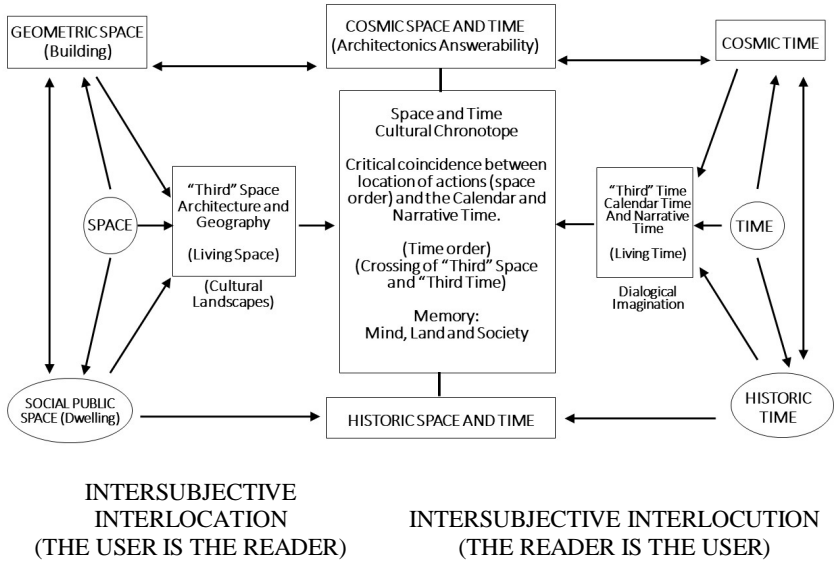 GEOMETRIC SPACE
(Building)
COSMIC SPACE AND TIME
(Architectonics Answerability)
COSMIC TIME
Space and Time
Cultural Chronotope
Critical coincidence between
location of actions (space
order) and the Calendar and
Narrative Time.
(Time order)
(Crossing of “Third” Space
and “Third Time)
Memory:
Mind, Land and Society
SPACE
“Third” Space
Architecture and
Geography
(Living Space)
(Cultural
Landscapes)
“Third” Time
Calendar Time
And Narrative
Time
(Living Time)
Dialogical
Imagination
TIME
SOCIAL PUBLIC
SPACE (Dwelling)
HISTORIC SPACE AND TIME
HISTORIC
TIME
INTERSUBJECTIVE
INTERLOCATION
(THE USER IS THE READER)
INTERSUBJECTIVE INTERLOCUTION
(THE READER IS THE USER)